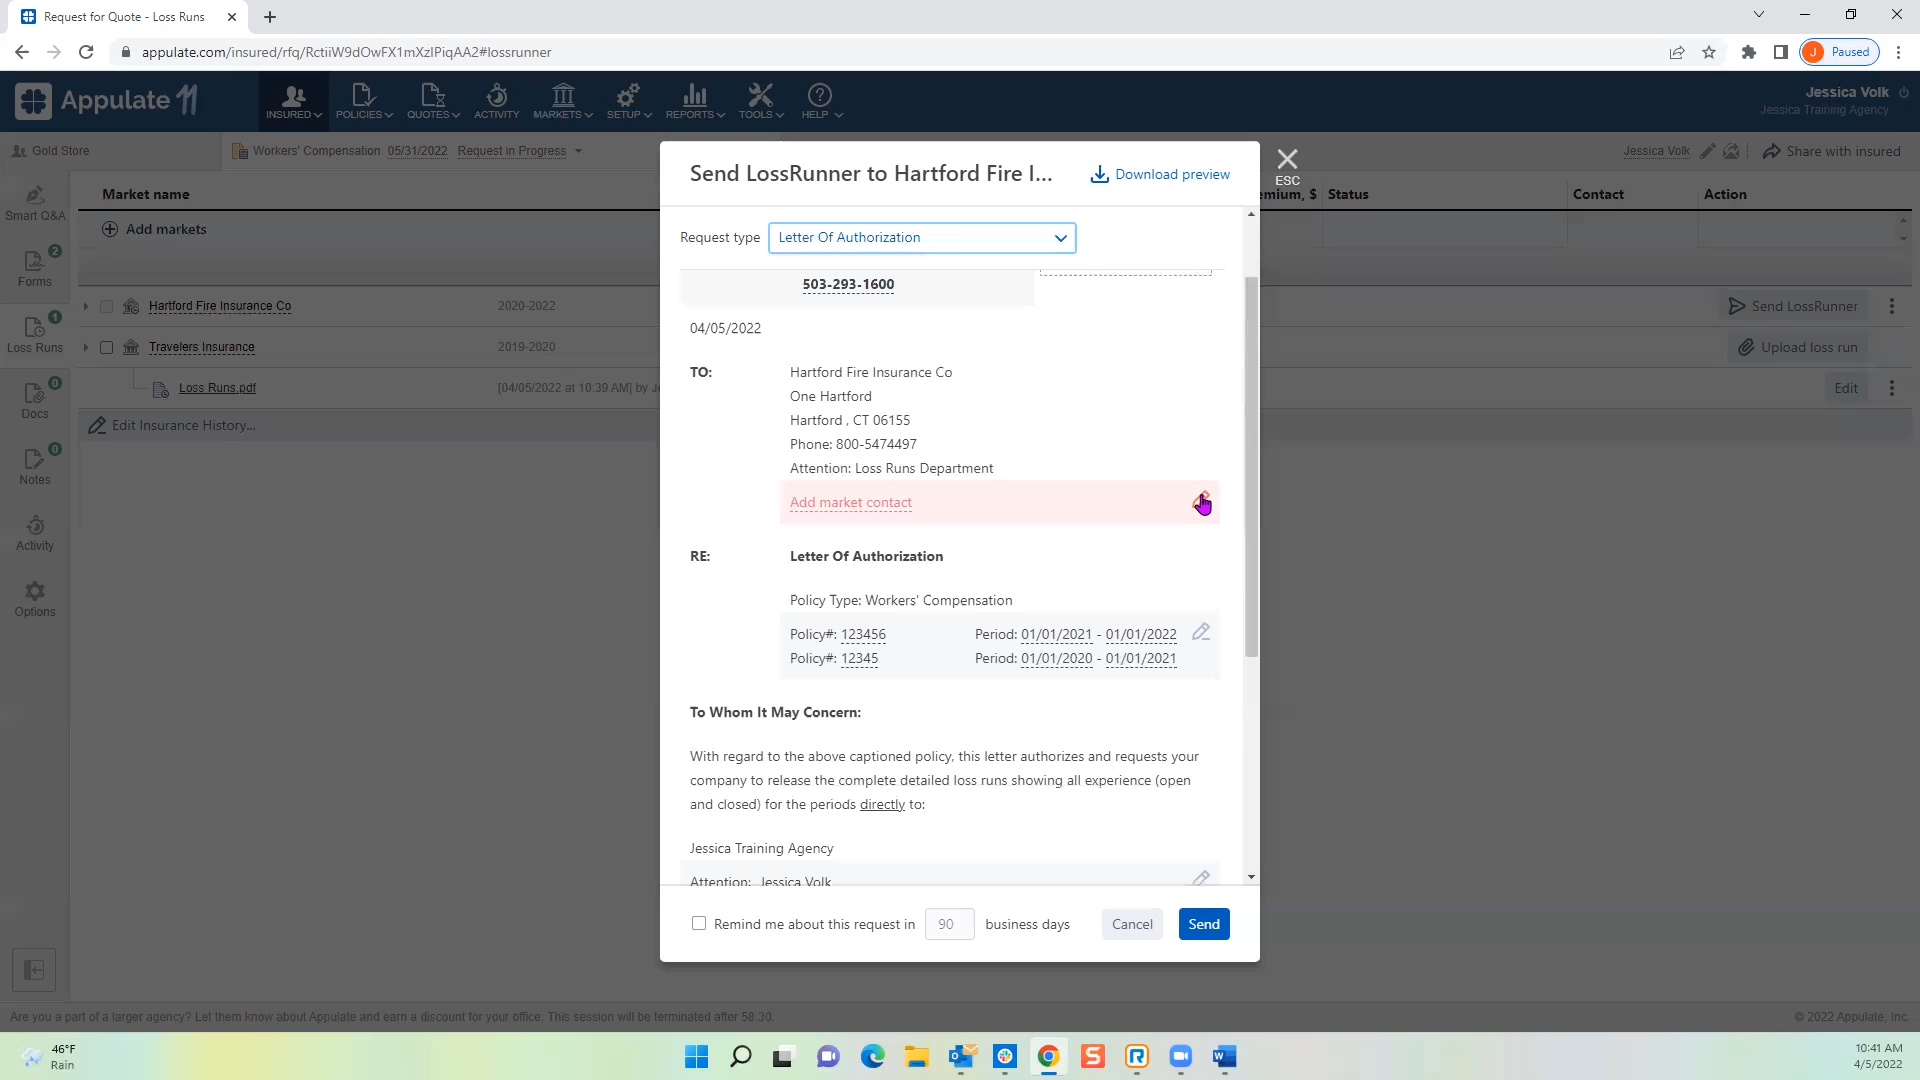 Request for Quote - Loss Runs
appulate.com/insured/rfq/RctiiW9dOwFX1mXzIPiqAA2#lossrunner
J Paused
Appulate 11
INSURED
POLICIES
QUOTES
ACTIVITY
MARKETS
SETUP
REPORTS
TOOLS
HELP
Jessica Volk
Jessica Training Agency
Gold Store
Workers' Compensation 05/31/2022 Request in Progress
Jessica Volk
Share with insured
Smart Q&A
Forms 2
Loss Runs 1
Docs 0
Notes 0
Activity
Options
Market name
emium, $ Status Contact Action
Add markets
Hartford Fire Insurance Co 2020-2022 Send LossRunner
Travelers Insurance 2019-2020 Upload loss run
Loss Runs.pdf [04/05/2022 at 10:39 AM] by Je Edit
Edit Insurance History...
Send LossRunner to Hartford Fire I...
Download preview
ESC
Request type Letter Of Authorization
503-293-1600
04/05/2022
TO: Hartford Fire Insurance Co
One Hartford
Hartford , CT 06155
Phone: 800-5474497
Attention: Loss Runs Department
Add market contact
RE: Letter Of Authorization
Policy Type: Workers' Compensation
Policy#: 123456 Period: 01/01/2021 - 01/01/2022
Policy#: 12345 Period: 01/01/2020 - 01/01/2021
To Whom It May Concern:
With regard to the above captioned policy, this letter authorizes and requests your
company to release the complete detailed loss runs showing all experience (open
and closed) for the periods directly to:
Jessica Training Agency
Attention: Jessica Volk
Remind me about this request in 90 business days
Cancel
Send
Are you a part of a larger agency? Let them know about Appulate and earn a discount for your office. This session will be terminated after 58:30.
© 2022 Appulate, Inc.
46°F
Rain
10:41 AM
4/5/2022